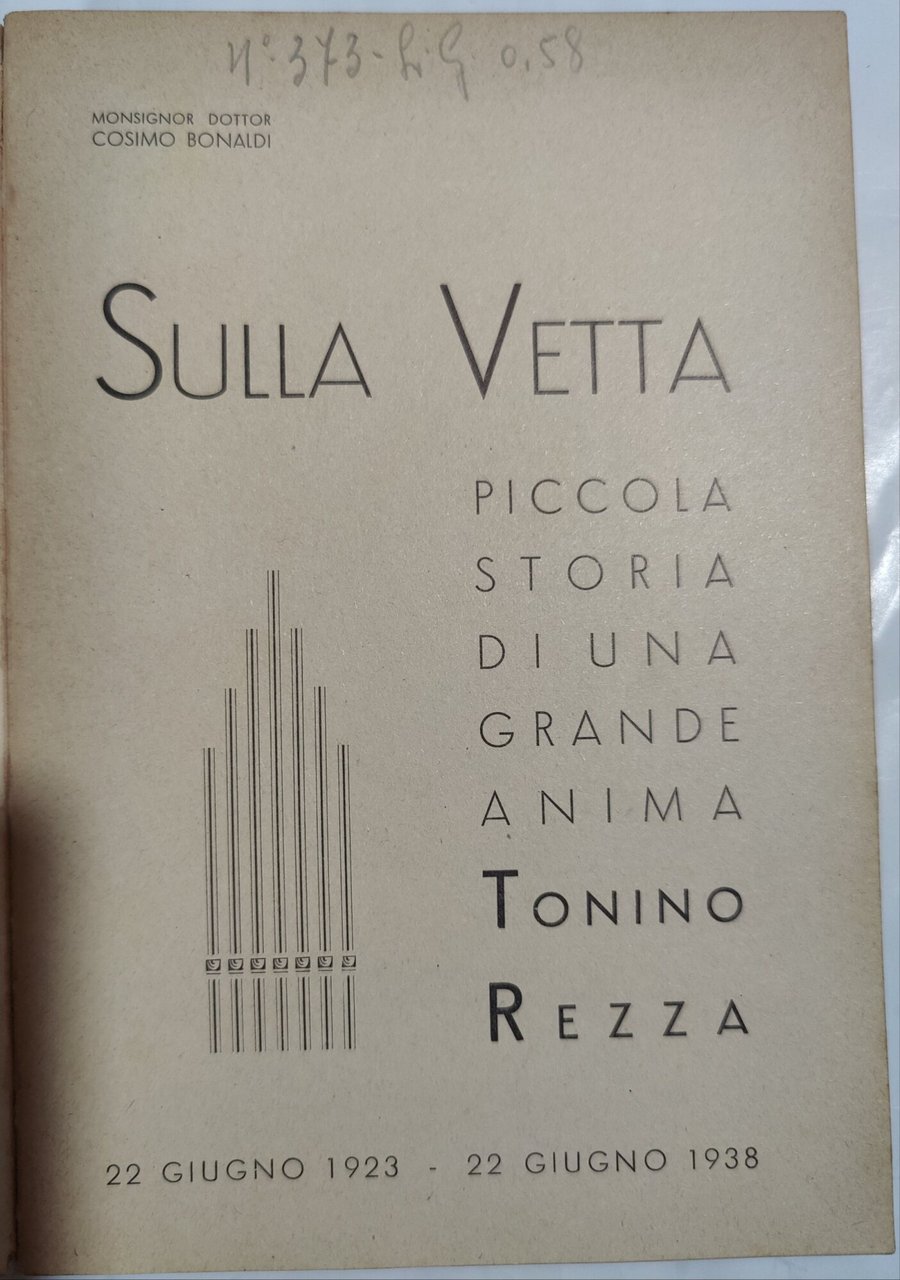 N° 373 - L. G. 0,58
MONSIGNOR DOTTOR
COSIMO BONALDI
SULLA VETTA
PICCOLA
STORIA
DI UNA
GRANDE
ANIMA
TONINO
REZZA
22 GIUGNO 1923 - 22 GIUGNO 1938